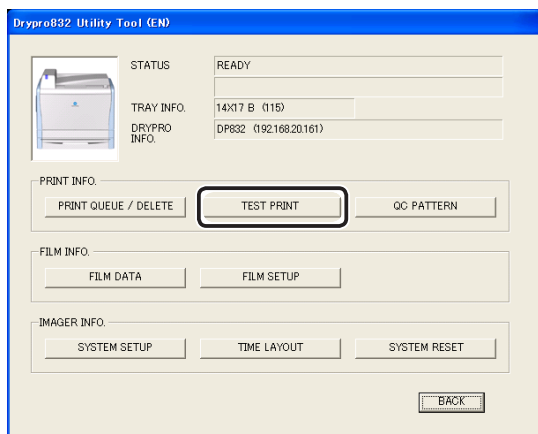 Drypro832 Utility Tool (EN)
STATUS READY
TRAY INFO. 14X17 B (115)
DRYPRO INFO. DP832 (192.168.20.161)
PRINT INFO.
PRINT QUEUE / DELETE TEST PRINT QC PATTERN
FILM INFO.
FILM DATA FILM SETUP
IMAGER INFO.
SYSTEM SETUP TIME LAYOUT SYSTEM RESET
BACK